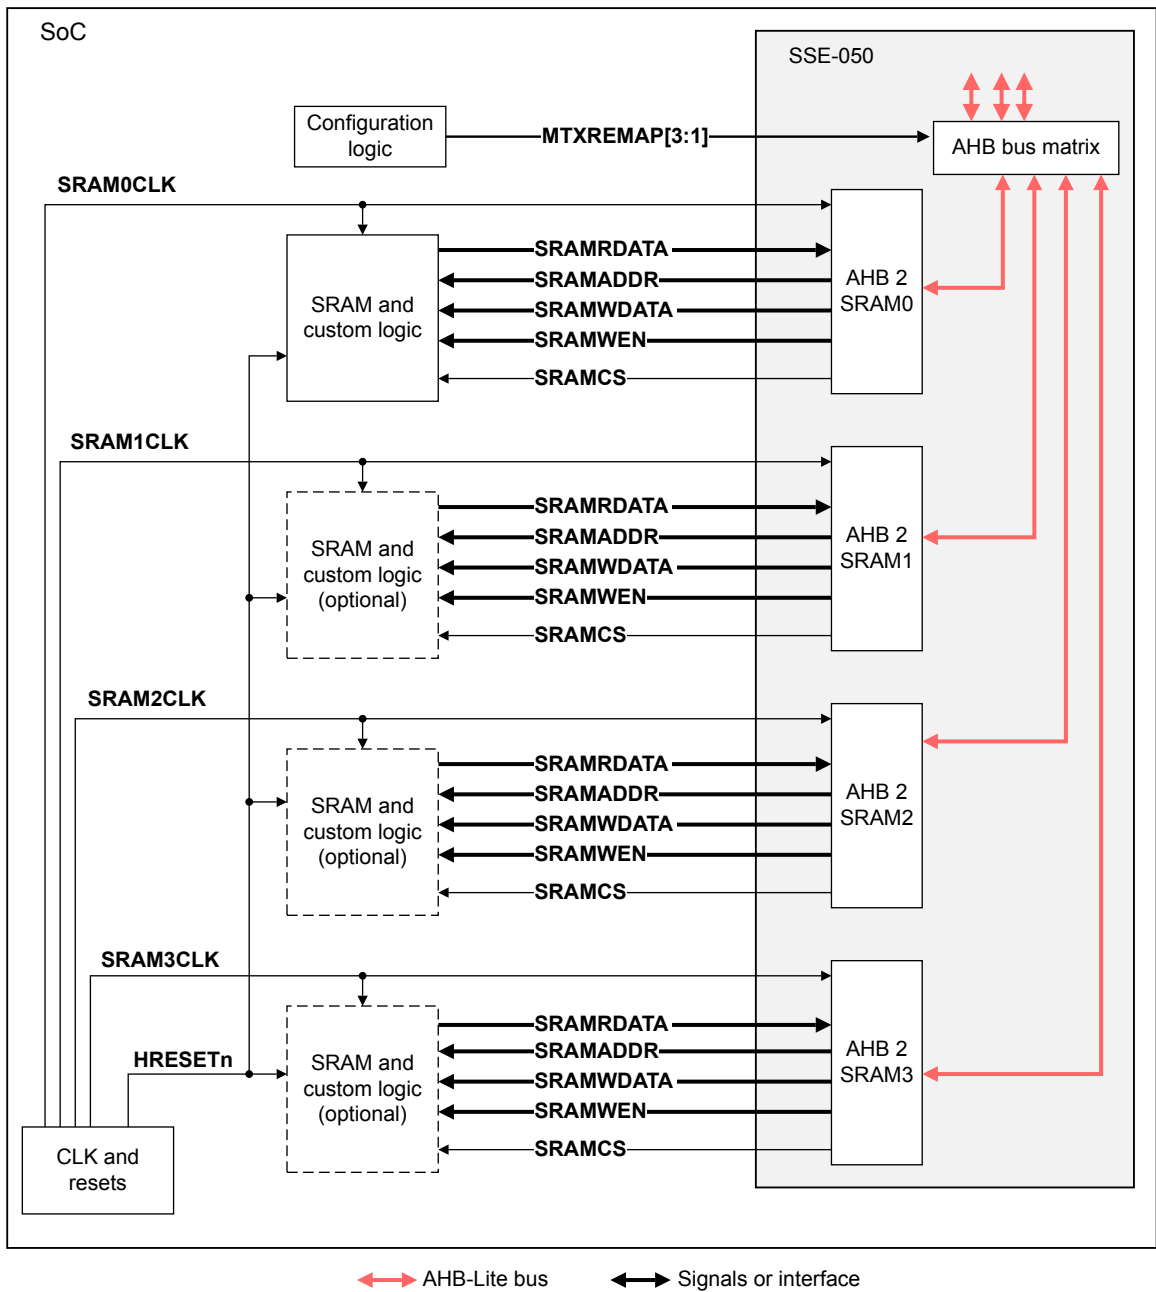 SoC
SSE-050
Configuration
logic
MTXREMAP[3:1]
AHB bus matrix
SRAM0CLK
SRAM and
custom logic
SRAMRDATA
SRAMADDR
SRAMWDATA
SRAMWEN
SRAMCS
AHB 2
SRAM0
SRAM1CLK
SRAM and
custom logic
(optional)
SRAMRDATA
SRAMADDR
SRAMWDATA
SRAMWEN
SRAMCS
AHB 2
SRAM1
SRAM2CLK
SRAM and
custom logic
(optional)
SRAMRDATA
SRAMADDR
SRAMWDATA
SRAMWEN
SRAMCS
AHB 2
SRAM2
SRAM3CLK
HRESETn
SRAM and
custom logic
(optional)
SRAMRDATA
SRAMADDR
SRAMWDATA
SRAMWEN
SRAMCS
AHB 2
SRAM3
CLK and
resets
AHB-Lite bus
Signals or interface